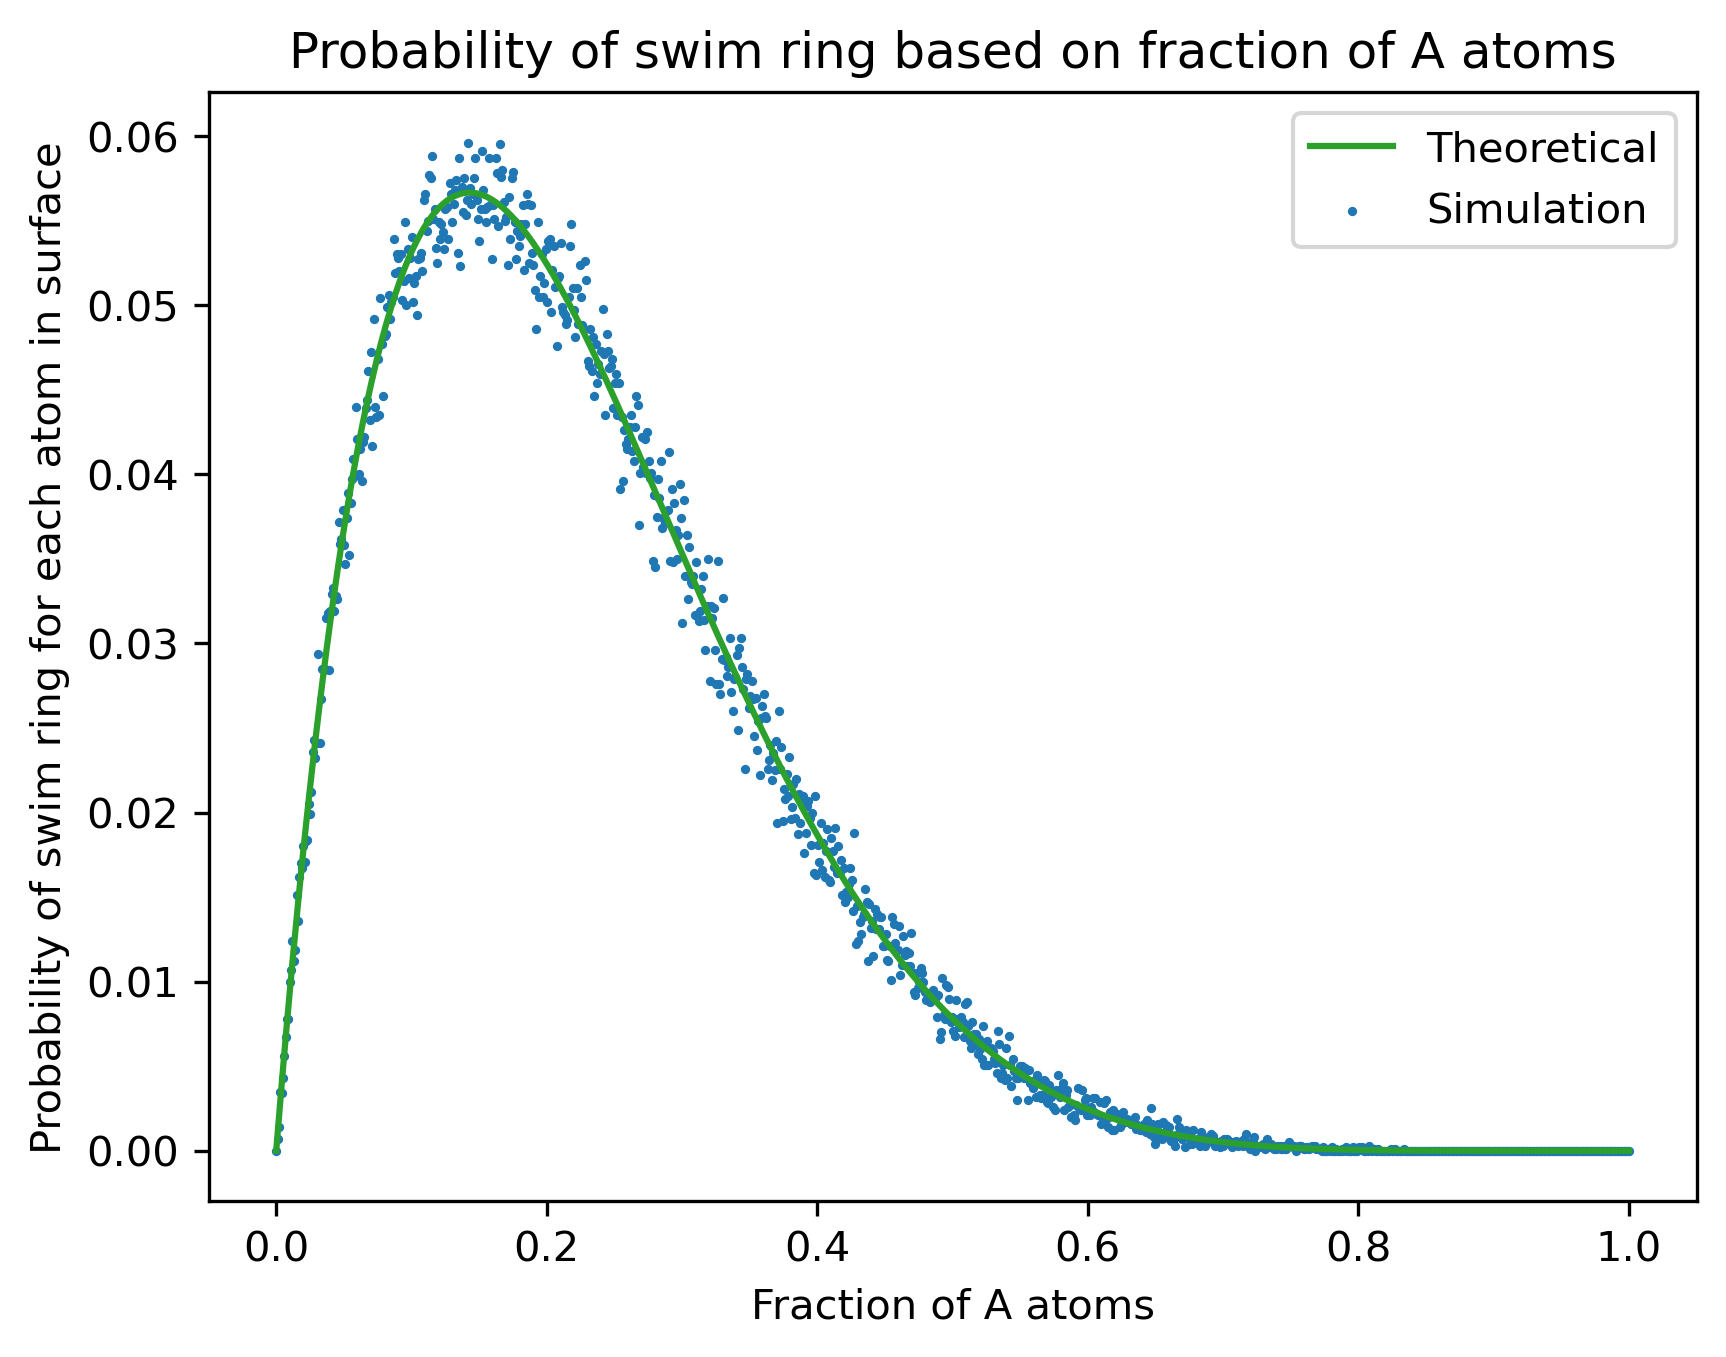 Probability of swim ring based on fraction of A atoms
Theoretical
Simulation
Probability of swim ring for each atom in surface
0.06
0.05
0.04
0.03
0.02
0.01
0.00
0.0 0.2 0.4 0.6 0.8 1.0
Fraction of A atoms